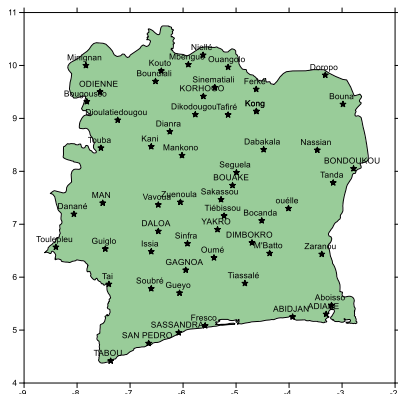 11
10
9
8
7
6
5
4
-9
-8
-7
-6
-5
-4
-3
-2
Niellé
Minignan
Mbengué
Kouto
Ouangolo
Doropo
Boundiali
Sinematiali
Ferké
ODIENNE
KORHOGO
Bougousso
Bouna
Kong
Dikodougou
Tafiré
Dioulatiedougou
Dianra
Touba
Kani
Mankono
Dabakala
Nassian
BONDOUKOU
Seguela
Tanda
BOUAKE
MAN
Vavoua
Zuenoula
Sakassou
ouéllé
Danané
Tiébissou
Bocanda
DALOA
YAKRO
Toulepleu
Guiglo
Issia
Sinfra
DIMBOKRO
M'Batto
Zaranou
Oumé
GAGNOA
Tai
Soubré
Gueyo
Tiassalé
Aboisso
ADIAKE
ABIDJAN
Fresco
SASSANDRA
SAN PEDRO
TABOU